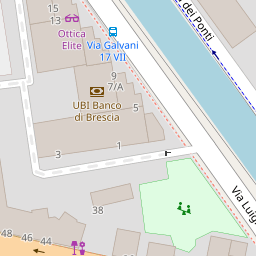 15
13
Ottica
Elite
Via Galvani
17 VII
dei Ponti
9
7/A
5
UBI Banco
di Brescia
1
3
38
Via Luig
48
46
44